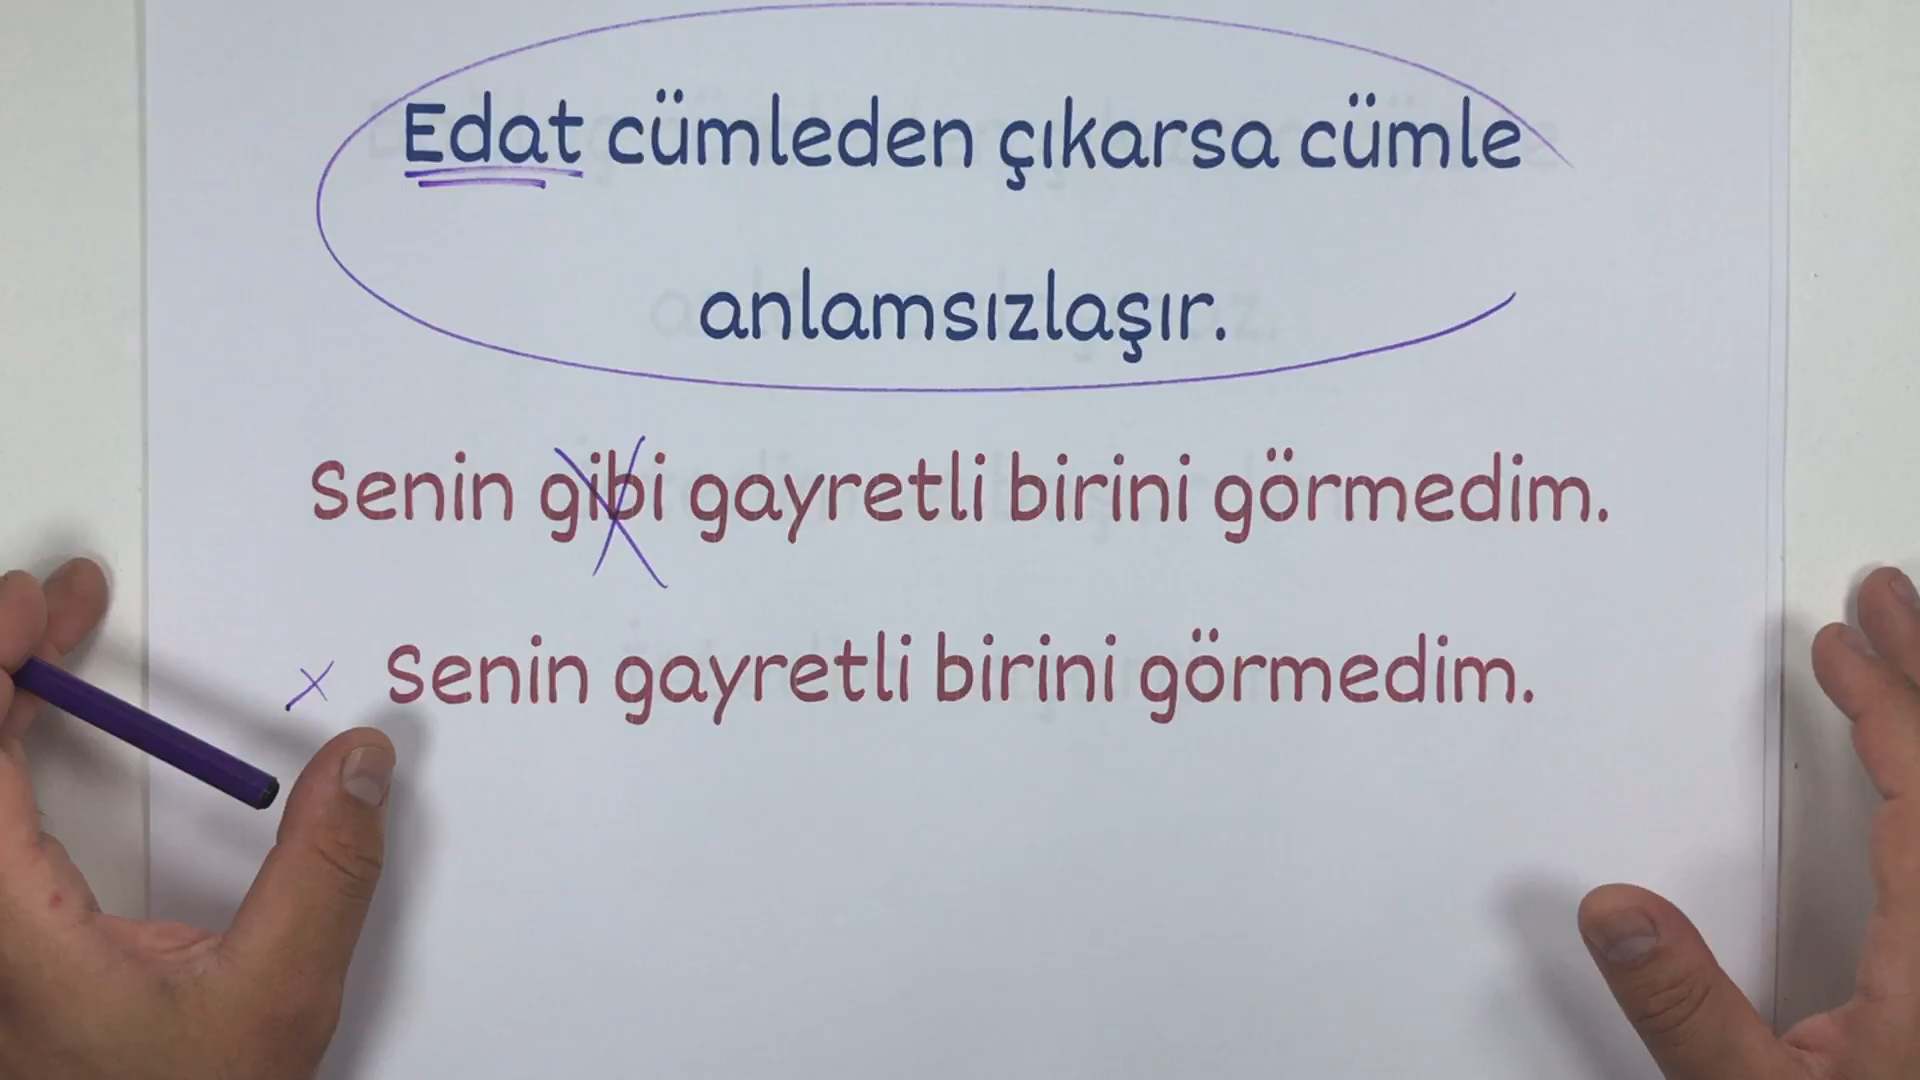 Edat cümleden çıkarsa cümle
anlamsızlaşır.
Senin gibi gayretli birini görmedim.
Senin gayretli birini görmedim.